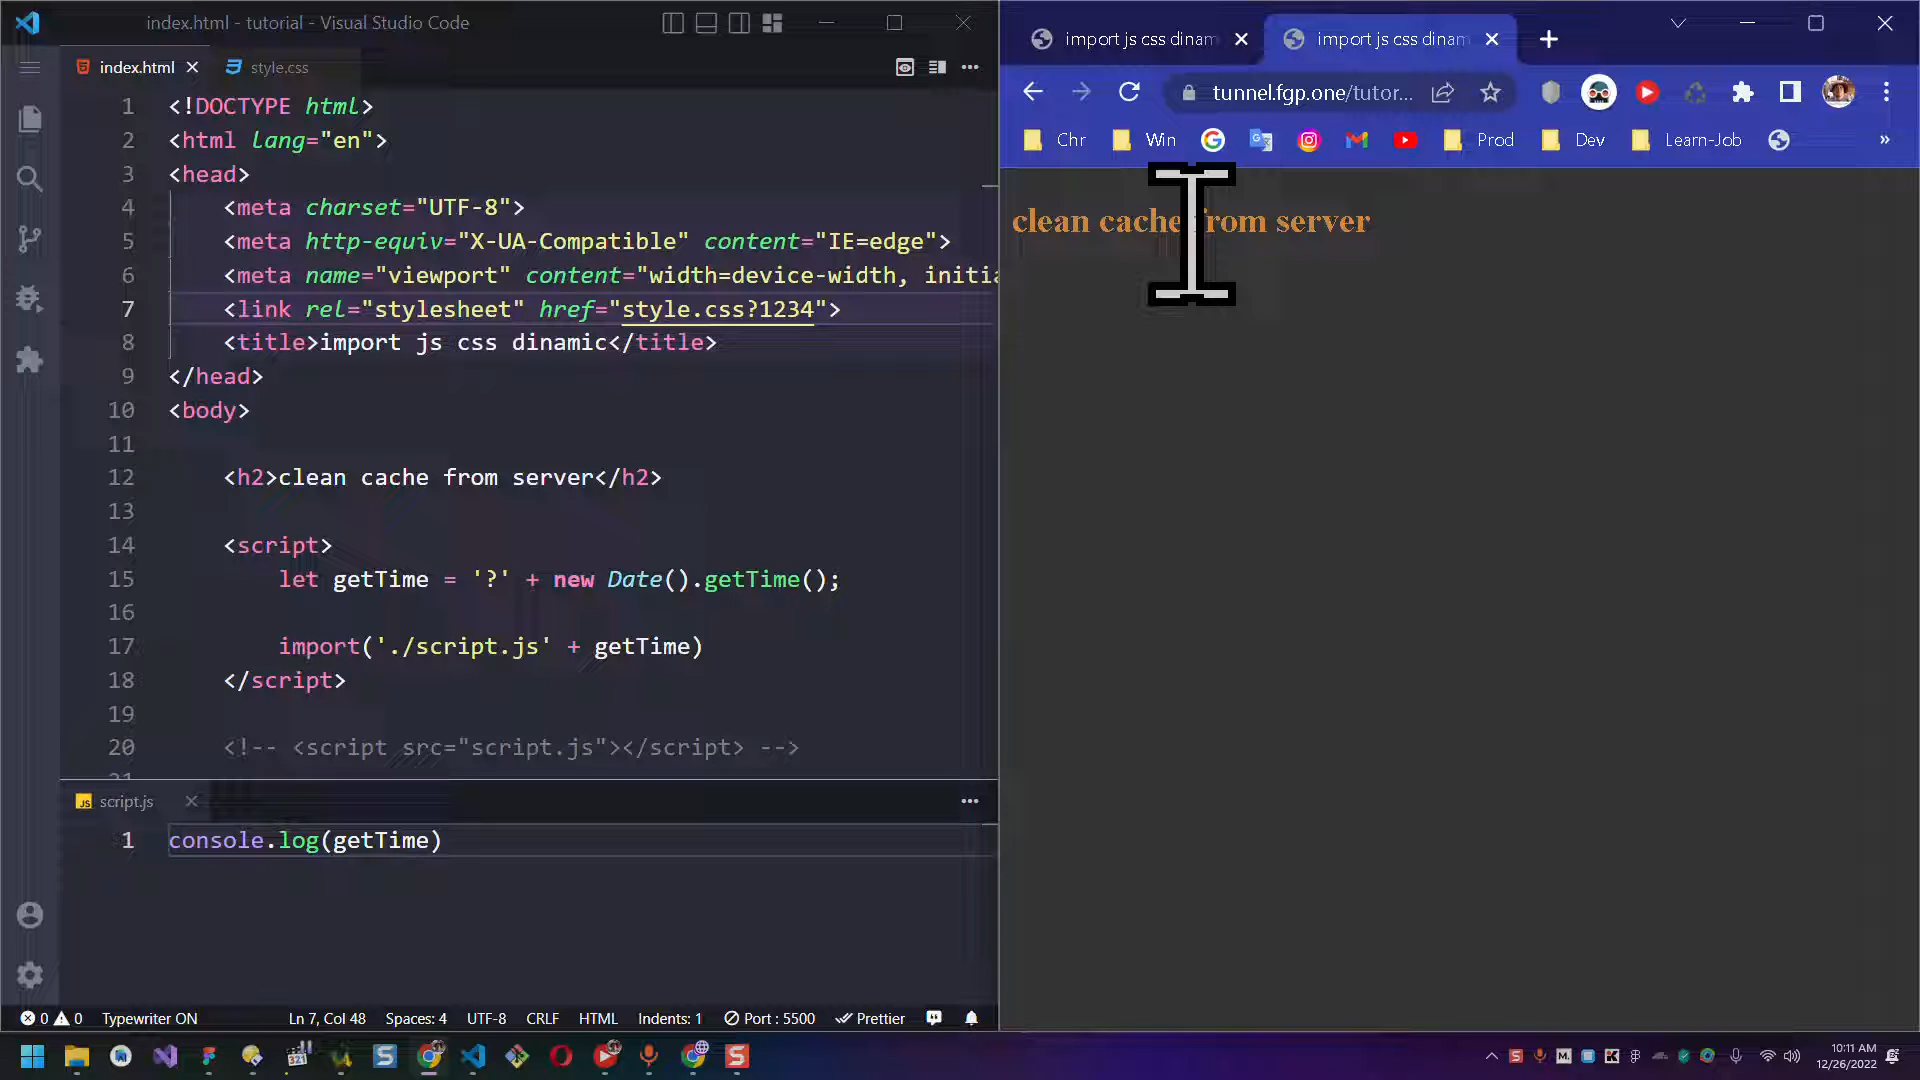 index.html - tutorial - Visual Studio Code
index.html
style.css
1 <!DOCTYPE html>
2 <html lang="en">
3 <head>
4 <meta charset="UTF-8">
5 <meta http-equiv="X-UA-Compatible" content="IE=edge">
6 <meta name="viewport" content="width=device-width, initia
7 <link rel="stylesheet" href="style.css?1234">
8 <title>import js css dinamic</title>
9 </head>
10 <body>
11
12 <h2>clean cache from server</h2>
13
14 <script>
15 let getTime = '?' + new Date().getTime();
16
17 import('./script.js' + getTime)
18 </script>
19
20 <!-- <script src="script.js"></script> -->
JS script.js
1 console.log(getTime)
0 0 Typewriter ON Ln 7, Col 48 Spaces: 4 UTF-8 CRLF HTML Indents: 1 Port : 5500 Prettier
import js css dinam
import js css dinam
tunnel.fgp.one/tutor...
Chr Win Prod Dev Learn-Job »
clean cache from server
10:11 AM
12/26/2022